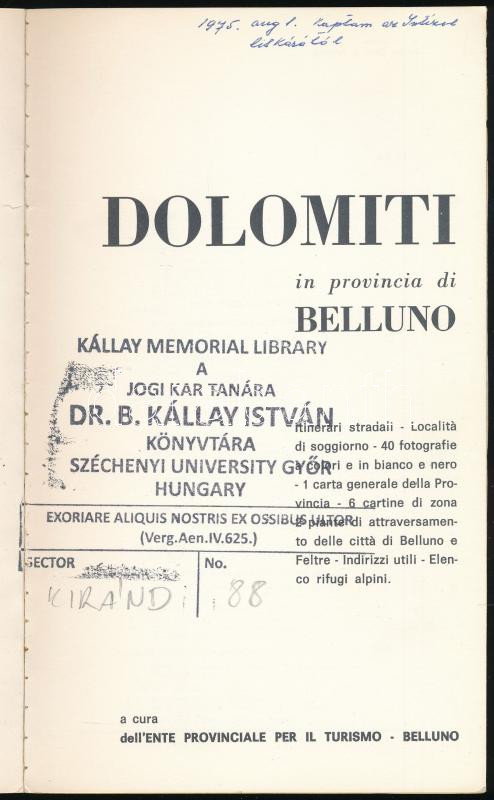 1975. aug 1. Kaptam az
DOLOMITI
in provincia di
BELLUNO
KÁLLAY MEMORIAL LIBRARY
A
JOGI KAR TANÁRA
DR. B. KÁLLAY ISTVÁN
KÖNYVTÁRA
SZÉCHENYI UNIVERSITY GYŐR
HUNGARY
EXORIARE ALIQUIS NOSTRIS EX OSSIBUS ULTOR
(Verg.Aen.IV.625.)
SECTOR No.
KIRÁND 88
Itinerari stradali - Località
di soggiorno - 40 fotografie
a colori e in bianco e nero
- 1 carta generale della Pro-
vincia - 6 cartine di zona
2 piante di attraversamen-
to delle città di Belluno e
Feltre - Indirizzi utili - Elen-
co rifugi alpini.
a cura
dell'ENTE PROVINCIALE PER IL TURISMO - BELLUNO